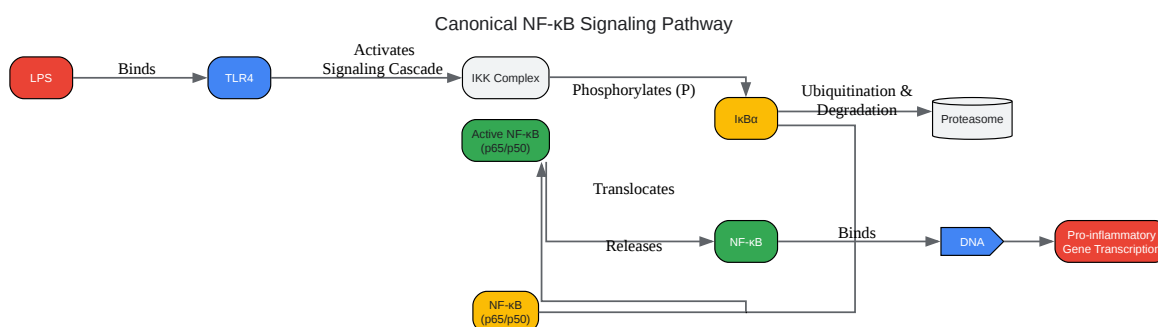 Canonical NF-κB Signaling Pathway
LPS
Binds
TLR4
Activates
Signaling Cascade
IKK Complex
Phosphorylates (P)
IκBα
Ubiquitination &
Degradation
Proteasome
Active NF-κB
(p65/p50)
Translocates
Releases
NF-κB
Binds
DNA
Pro-inflammatory
Gene Transcription
NF-κB
(p65/p50)